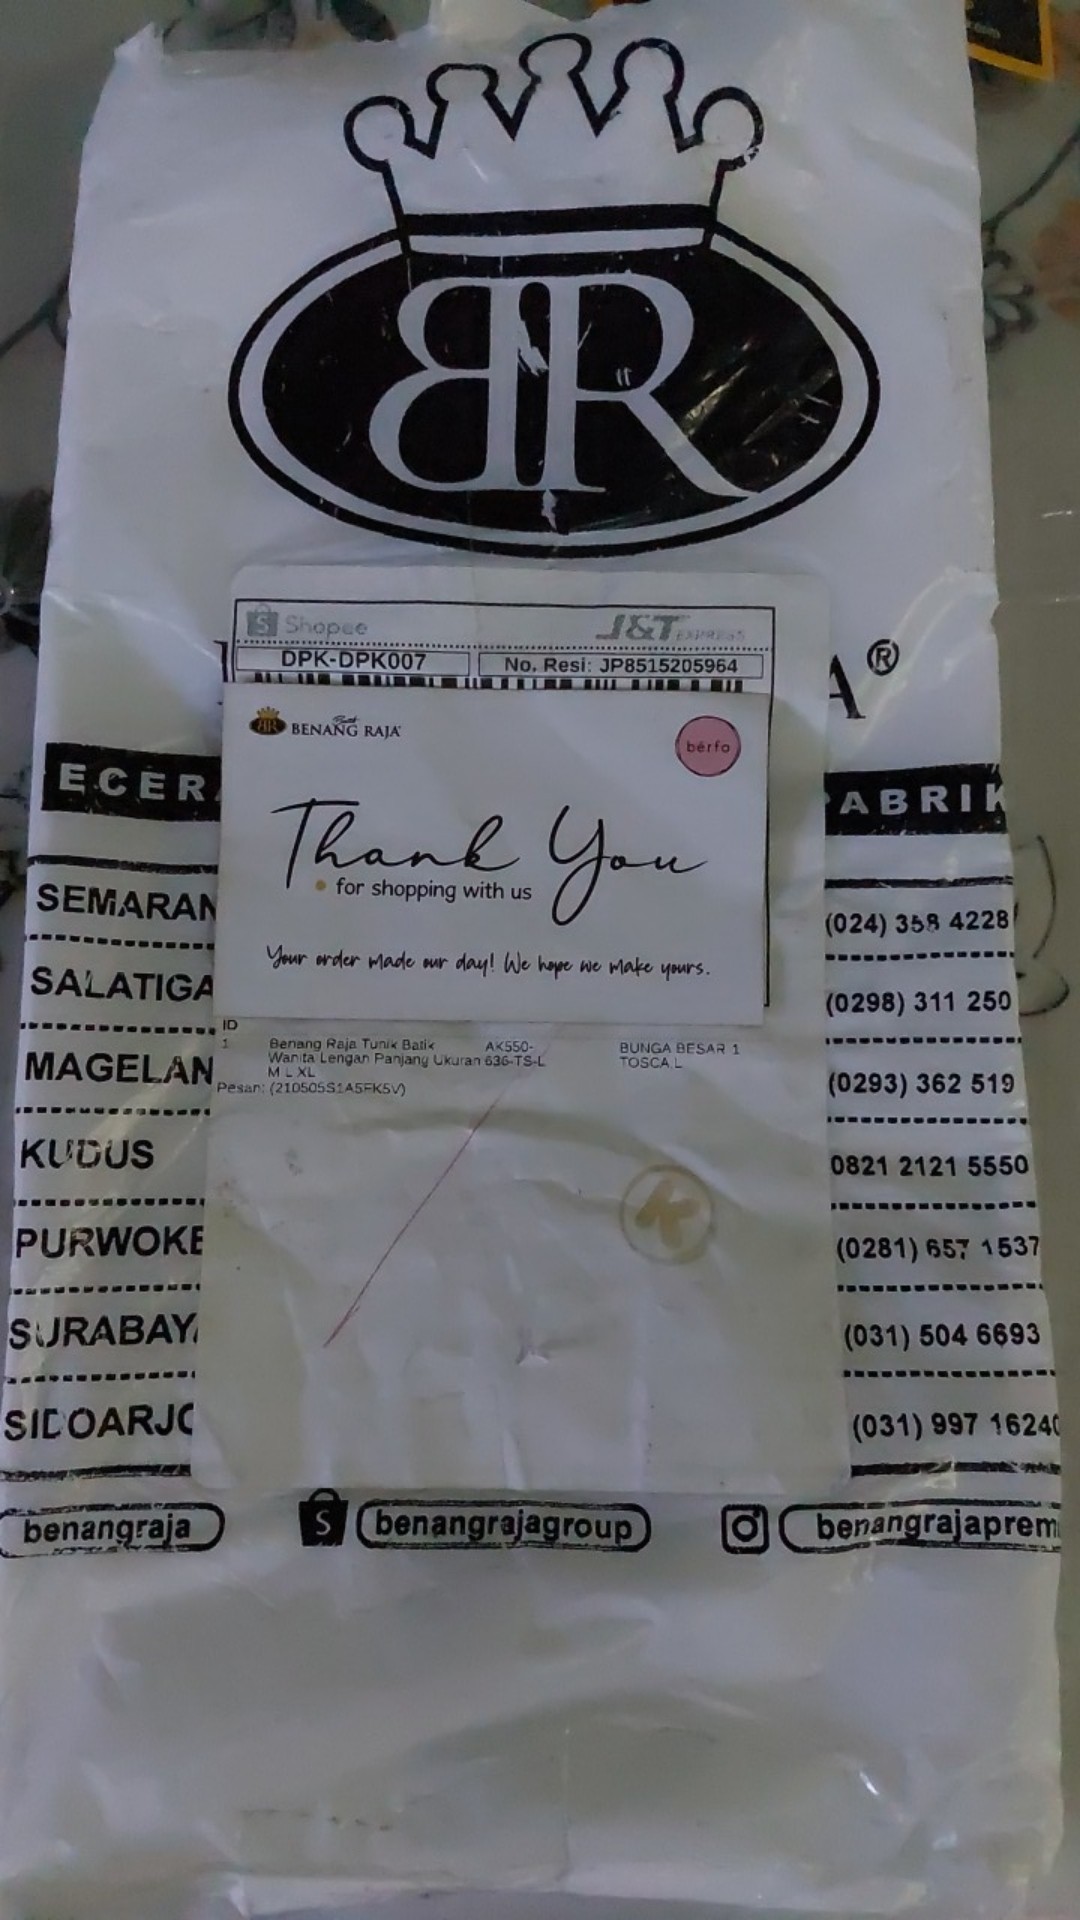 BR
Shopee
J&T EXPRESS
DPK-DPK007
No. Resi: JP8515205964
A®
BR Batik BENANG RAJA
bérfo
Thank You
for shopping with us
Your order made our day! We hope we make yours.
ECER
ABRIK
SEMARAN (024) 358 4228
SALATIGA (0298) 311 250
MAGELAN (0293) 362 519
KUDUS 0821 2121 5550
PURWOKE (0281) 657 1537
SURABAYA (031) 504 6693
SIDOARJO (031) 997 16240
ID
1 Benang Raja Tunik Batik AK550- BUNGA BESAR 1
Wanita Lengan Panjang Ukuran 636-TS-L TOSCA,L
M L XL
Pesan: (210505S1A5FK5V)
K
benangraja
S benangrajagroup
benangrajaprem